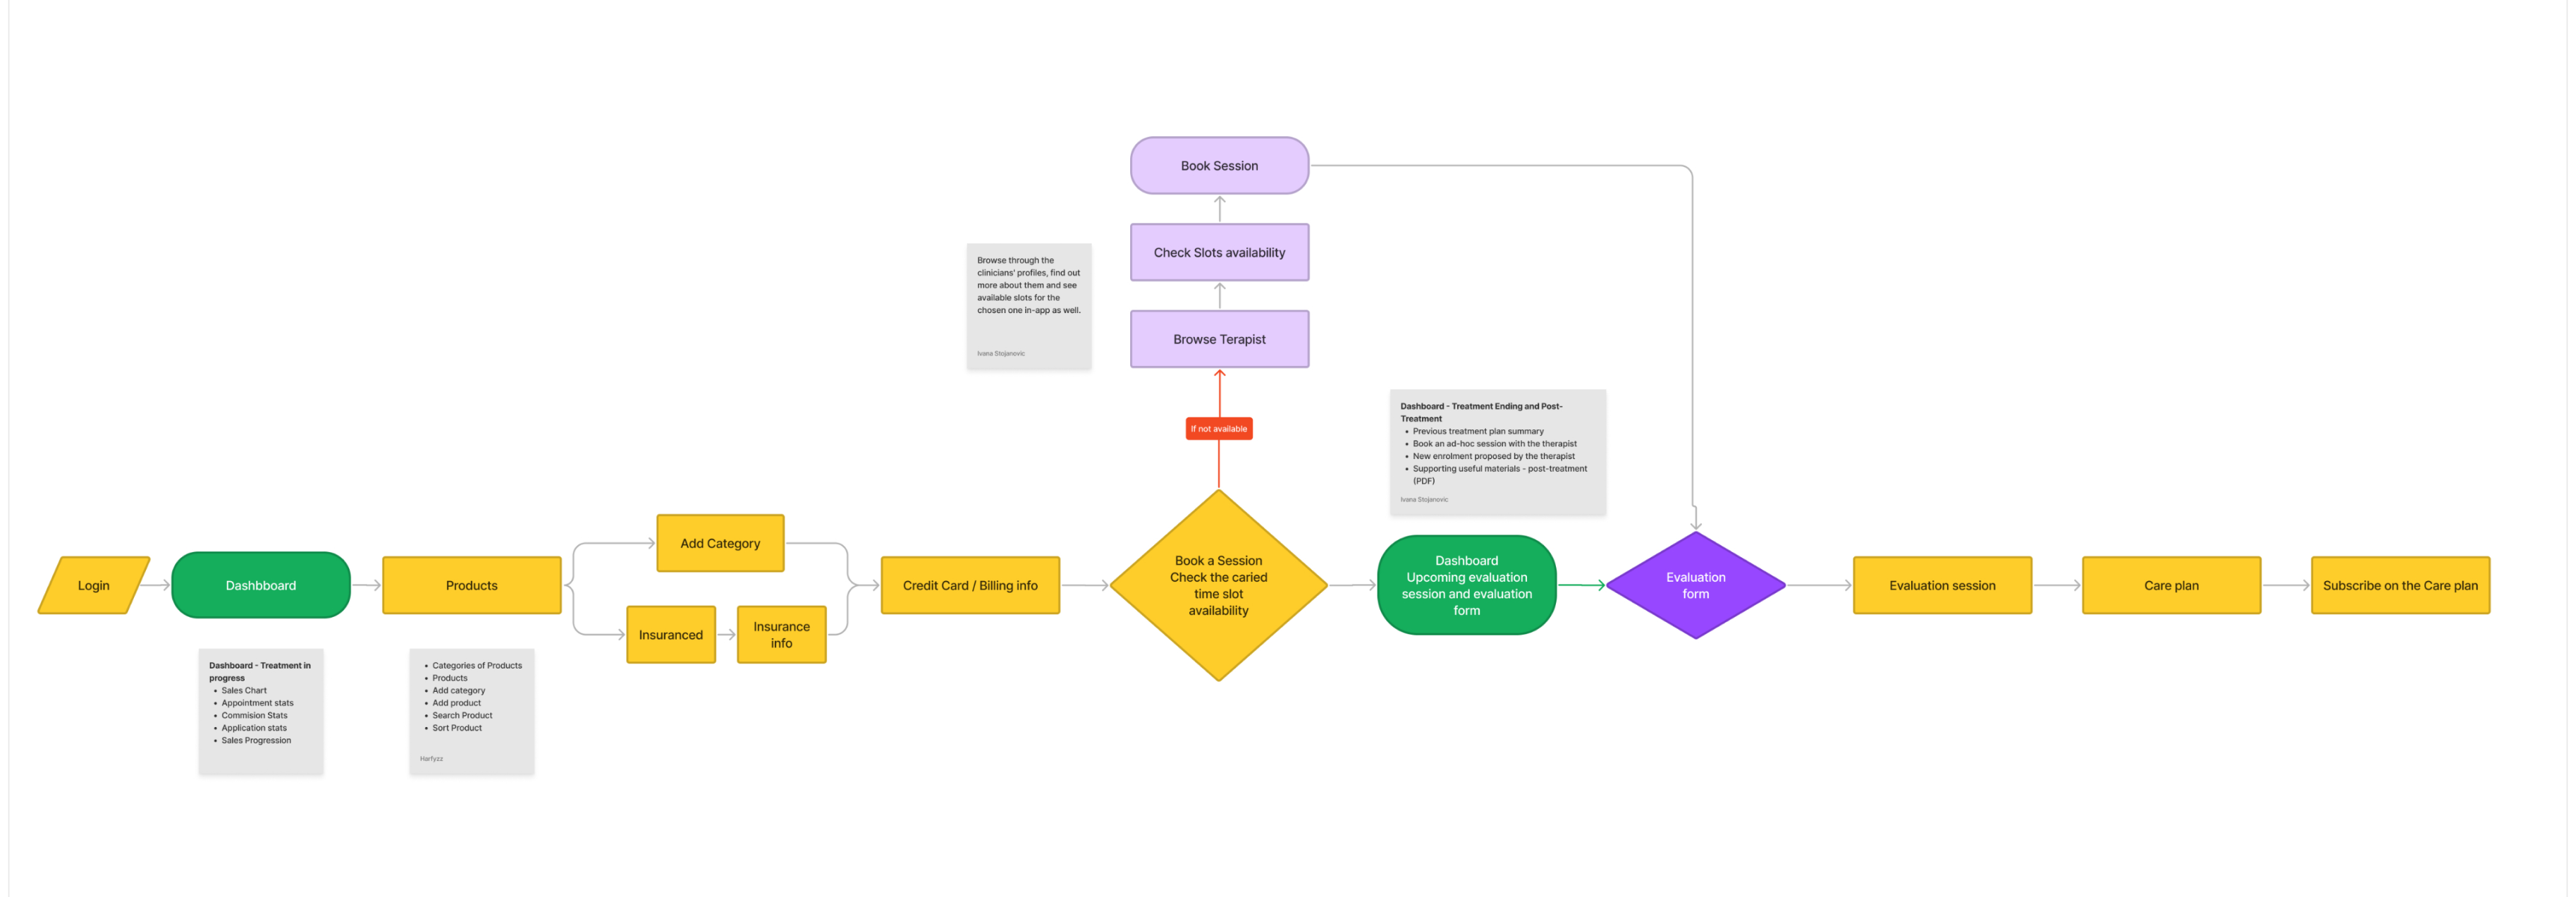 Book Session
Check Slots availability
Browse through the
clinicians' profiles, find out
more about them and see
available slots for the
chosen one in-app as well.
Ivana Stojanovic
Browse Terapist
If not available
Dashboard - Treatment Ending and Post-
Treatment
• Previous treatment plan summary
• Book an ad-hoc session with the therapist
• New enrolment proposed by the therapist
• Supporting useful materials - post-treatment
(PDF)
Ivana Stojanovic
Login
Dashbboard
Products
Add Category
Insuranced
Insurance
info
Credit Card / Billing info
Book a Session
Check the caried
time slot
availability
Dashboard
Upcoming evaluation
session and evaluation
form
Evaluation
form
Evaluation session
Care plan
Subscribe on the Care plan
Dashboard - Treatment in
progress
• Sales Chart
• Appointment stats
• Commision Stats
• Application stats
• Sales Progression
• Categories of Products
• Products
• Add category
• Add product
• Search Product
• Sort Product
Harfyzz